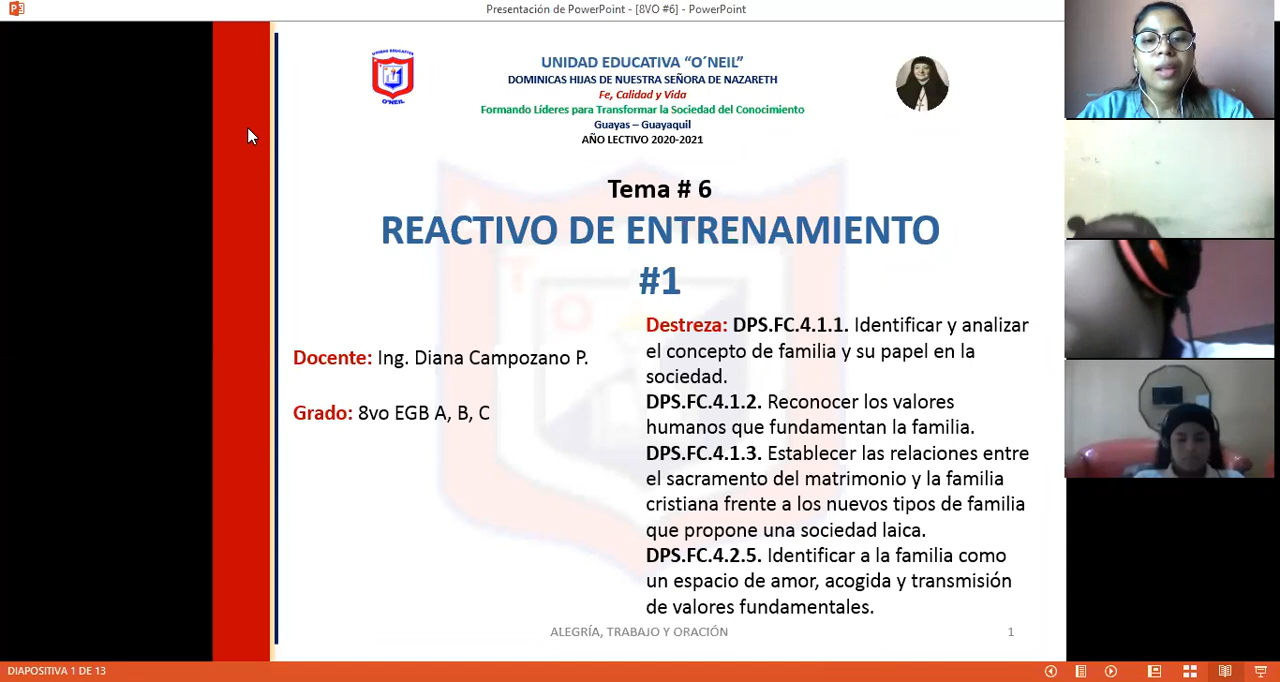 Presentación de PowerPoint - [8VO #6] - PowerPoint
UNIDAD EDUCATIVA
O´NEIL
UNIDAD EDUCATIVA “O´NEIL”
DOMINICAS HIJAS DE NUESTRA SEÑORA DE NAZARETH
Fe, Calidad y Vida
Formando Líderes para Transformar la Sociedad del Conocimiento
Guayas – Guayaquil
AÑO LECTIVO 2020-2021
Tema # 6
REACTIVO DE ENTRENAMIENTO
#1
Docente: Ing. Diana Campozano P.
Grado: 8vo EGB A, B, C
Destreza: DPS.FC.4.1.1. Identificar y analizar
el concepto de familia y su papel en la
sociedad.
DPS.FC.4.1.2. Reconocer los valores
humanos que fundamentan la familia.
DPS.FC.4.1.3. Establecer las relaciones entre
el sacramento del matrimonio y la familia
cristiana frente a los nuevos tipos de familia
que propone una sociedad laica.
DPS.FC.4.2.5. Identificar a la familia como
un espacio de amor, acogida y transmisión
de valores fundamentales.
ALEGRÍA, TRABAJO Y ORACIÓN
1
DIAPOSITIVA 1 DE 13